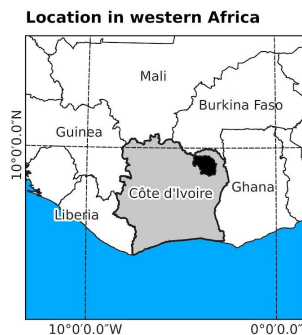 Location in western Africa
Mali
Burkina Faso
Guinea
10°0'0.0"N
Côte d'Ivoire
Ghana
Liberia
10°0'0.0"W
0°0'0.0